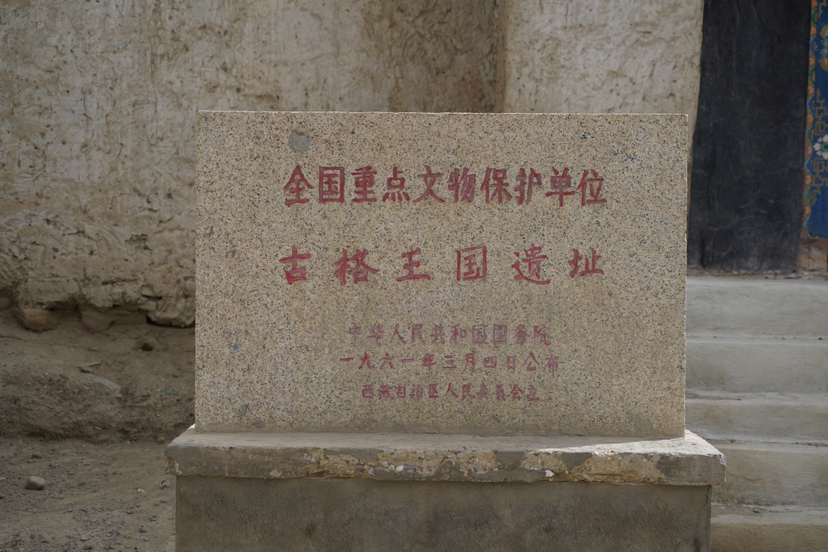 全国重点文物保护单位
古格王国遗址
中华人民共和国国务院
一九六一年三月四日公布
西藏自治区人民委员会立